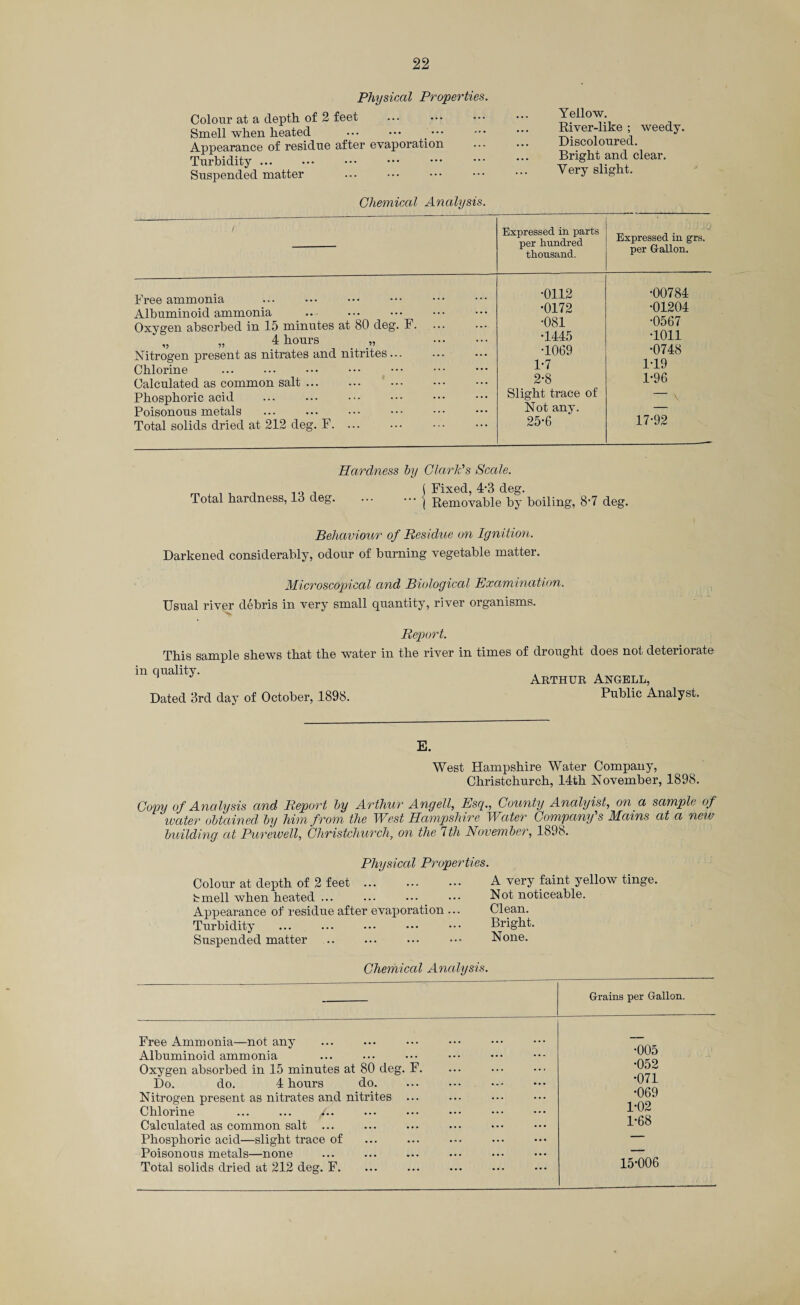 22
Physical Properties.
Colour at a depth of 2 feet ... ... ... ... Yellow.
Smell when heated ... ... ... ... ... River-like ; weedy.
Appearance of residue after evaporation ... ... Discoloured.
Turbidity ... ... ... ... ... ... ... Bright and clear.
Suspended matter ... ... ... ... ... Very slight.
Chemical Analysis.
Expressed in parts per hundred thousand. Expressed in grs. per Gallon.
Free ammonia ... ... ... ... ... ... ·0112 ·00784
Albuminoid ammonia .. ... ... ... ... ·0172 ·01204
Oxygen absorbed in 15 minutes at 80 deg. F. ... ... ·081 ·0567
„ „ 4 hours „ ... ... ·1445 ·1011
Nitrogen present as nitrates and nitrites... ... ... ·1069 ·0748
Chlorine ... ... ... ... ... ... ... 1·7 1·19
Calculated as common salt ... ... ... ... ... 2·8 1·96
Phosphoric acid ... ... ... ... ... ... Slight trace of —
Poisonous metals ... ... ... ... ... ... Not any. —
Total solids dried at 212 deg. F. ... ... ... ... 25·6 17·92
Hardness by Clark's Scale.
Total hardness, 13 deg. ... ... { Fixed, 4·3 deg.
{ Removable by boiling, 8·7 deg.
Behaviour of Residue on Ignition.
Darkened considerably, odour of burning vegetable matter.
Microscopical and Biological Examination.
Usual river débris in very small quantity, river organisms.
Report.
This sample shews that the water in the river in times of drought does not deteriorate
in quality.
Arthur Angell,
Dated 3rd day of October, 1898. Public Analyst.
E.
West Hampshire Water Company,
Christchurch, 14th November, 1898.
Copy of Analysis and Report by Arthur Angell, Esq., County Analyist, on a sample of
water obtained by him from the West Hampshire Water Company's Mains at a new
building at Purewell, Christchurch, on the 7th November, 1898.
Physical Properties.
Colour at depth of 2 feet ... ... ... A very faint yellow tinge.
Smell when heated ... ... ... ... Not noticeable.
Appearance of residue after evaporation ... Clean.
Turbidity ... ... ... ... ... Bright.
Suspended matter .. ... ... ... None.
Chemical Analysis.
Grains per Gallon.
Free Ammonia—not any ... ... ... ... ... ... —
Albuminoid ammonia ... ... ... ... ... ... ·005
Oxygen absorbed in 15 minutes at 80 deg. F. ... ... ... ·052
Do. do. 4 hours do. ... ... ... ... ·071
Nitrogen present as nitrates and nitrites ... ... ... ... ·069
Chlorine ... ... ... ... ... ... ... ... 1·02
Calculated as common salt ... ... ... ... ... ... 1·68
Phosphoric acid—slight trace of ... ... ... ... ... —
Poisonous metals—none ... ... ... ... ... ... —
Total solids dried at 212 deg. F. ... ... ... ... ... 15·006